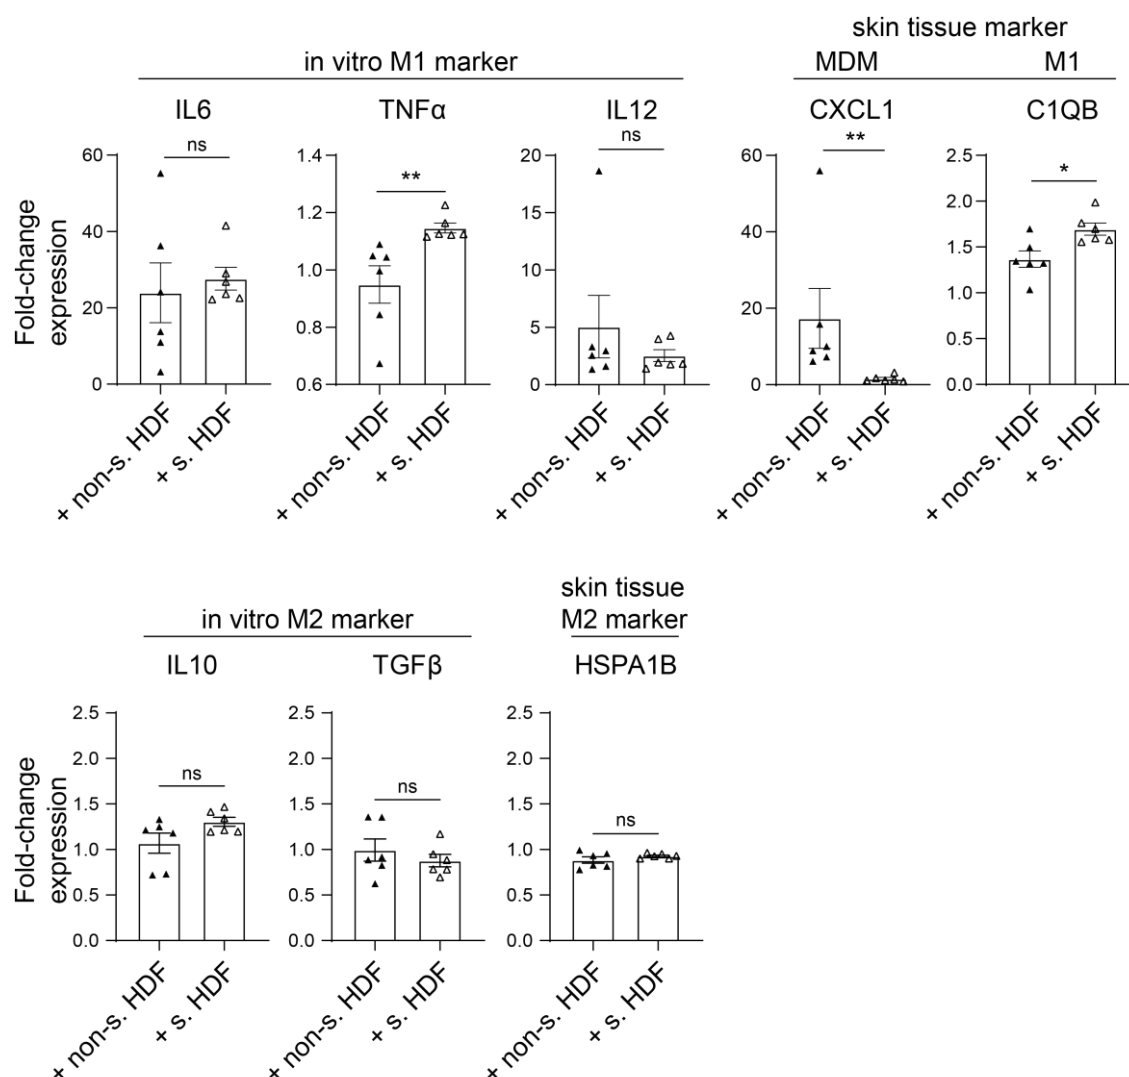 skin tissue marker
in vitro M1 marker MDM M1
IL6 TNFα IL12 CXCL1 C1QB
ns ** ns ** *
Fold-change
expression
60
40
20
0
1.4
1.2
1.0
0.8
0.6
20
15
10
5
0
60
40
20
0
2.5
2.0
1.5
1.0
0.5
0.0
+ non-s. HDF
+ s. HDF
+ non-s. HDF
+ s. HDF
+ non-s. HDF
+ s. HDF
+ non-s. HDF
+ s. HDF
+ non-s. HDF
+ s. HDF
in vitro M2 marker
skin tissue
M2 marker
IL10 TGFβ HSPA1B
ns ns ns
Fold-change
expression
2.5
2.0
1.5
1.0
0.5
0.0
2.5
2.0
1.5
1.0
0.5
0.0
2.5
2.0
1.5
1.0
0.5
0.0
+ non-s. HDF
+ s. HDF
+ non-s. HDF
+ s. HDF
+ non-s. HDF
+ s. HDF